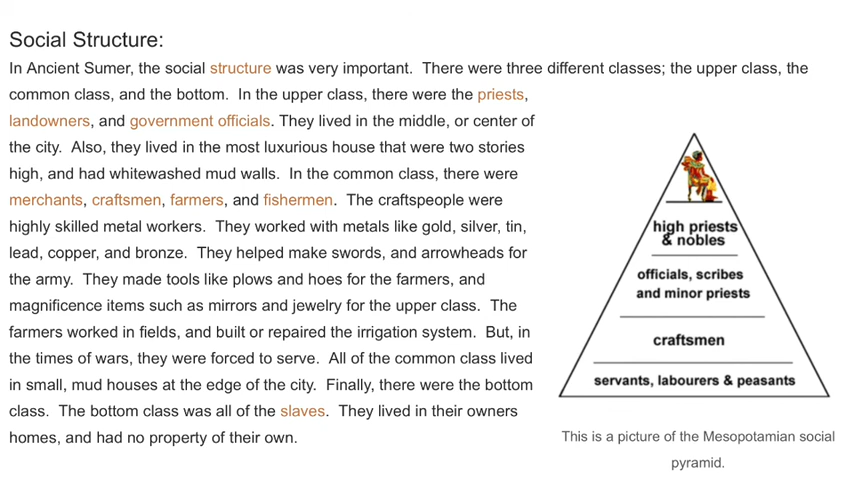 Social Structure:
In Ancient Sumer, the social structure was very important.  There were three different classes; the upper class, the
common class, and the bottom.  In the upper class, there were the priests,
landowners, and government officials. They lived in the middle, or center of
the city.  Also, they lived in the most luxurious house that were two stories
high, and had whitewashed mud walls.  In the common class, there were
merchants, craftsmen, farmers, and fishermen.  The craftspeople were
highly skilled metal workers.  They worked with metals like gold, silver, tin,
lead, copper, and bronze.  They helped make swords, and arrowheads for
the army.  They made tools like plows and hoes for the farmers, and
magnificence items such as mirrors and jewelry for the upper class.  The
farmers worked in fields, and built or repaired the irrigation system.  But, in
the times of wars, they were forced to serve.  All of the common class lived
in small, mud houses at the edge of the city.  Finally, there were the bottom
class.  The bottom class was all of the slaves.  They lived in their owners
homes, and had no property of their own.
high priests
& nobles
officials, scribes
and minor priests
craftsmen
servants, labourers & peasants
This is a picture of the Mesopotamian social
pyramid.